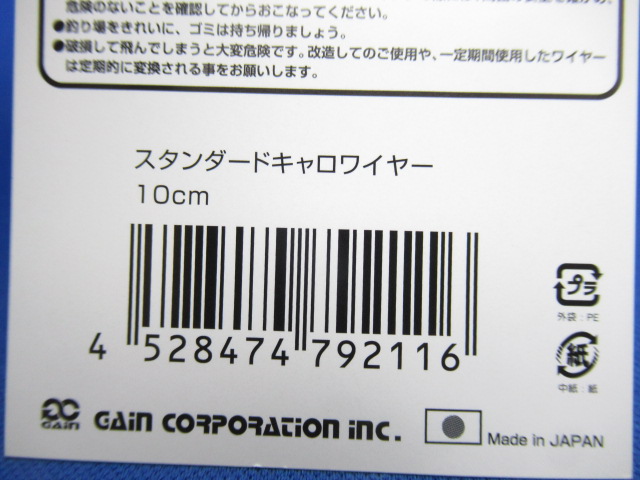 危険のないことを確認してからおこなってください。
●釣り場をきれいに、ゴミは持ち帰りましょう。
●破損して飛んでしまうと大変危険です。改造してのご使用や、一定期間使用したワイヤー
は定期的に変換される事をお願いします。
スタンダードキャロワイヤー
10cm
4 528474 792116
プラ
外袋：PE
紙
中紙：紙
GAIN
GAIN CORPORATION INC.
Made in JAPAN